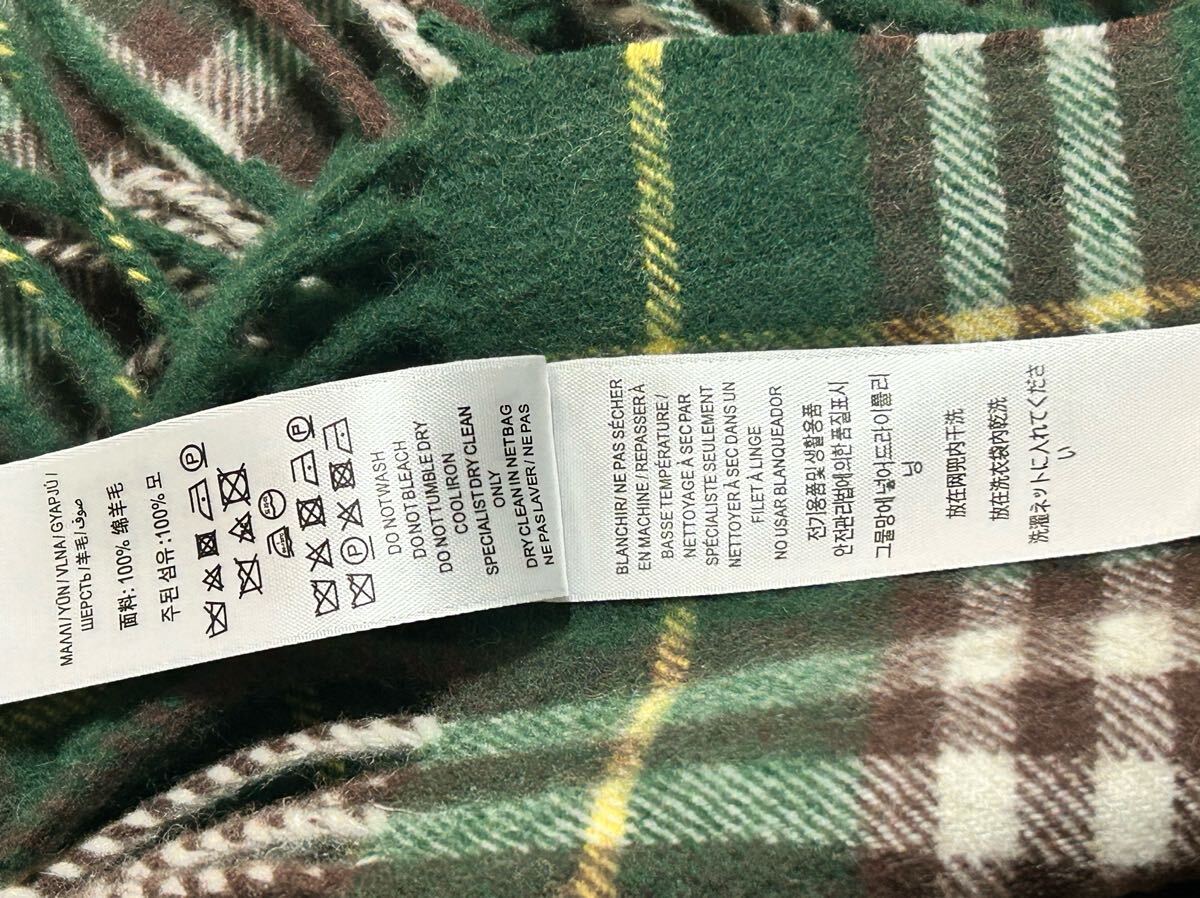 ΜΑΛΛΙ / YÜN / VLNA / GYAPJÚ /
ШЕРСТЬ / 羊毛 / صوف
面料: 100% 绵羊毛
주된 섬유 :100% 모
DO NOT WASH
DO NOT BLEACH
DO NOT TUMBLE DRY
COOL IRON
SPECIALIST DRY CLEAN
ONLY
DRY CLEAN IN NET BAG
NE PAS LAVER / NE PAS
BLANCHIR / NE PAS SÉCHER
EN MACHINE / REPASSER À
BASSE TEMPÉRATURE /
NETTOYAGE À SEC PAR
SPÉCIALISTE SEULEMENT
NETTOYER À SEC DANS UN
FILET À LINGE
NO USAR BLANQUEADOR
전기용품및 생활용품
안전관리법에의한 품질표시
그물망에 넣어 드라이 튤리
닝
放在网兜内干洗
放在洗衣袋內乾洗
洗濯ネットに入れてくださ
い